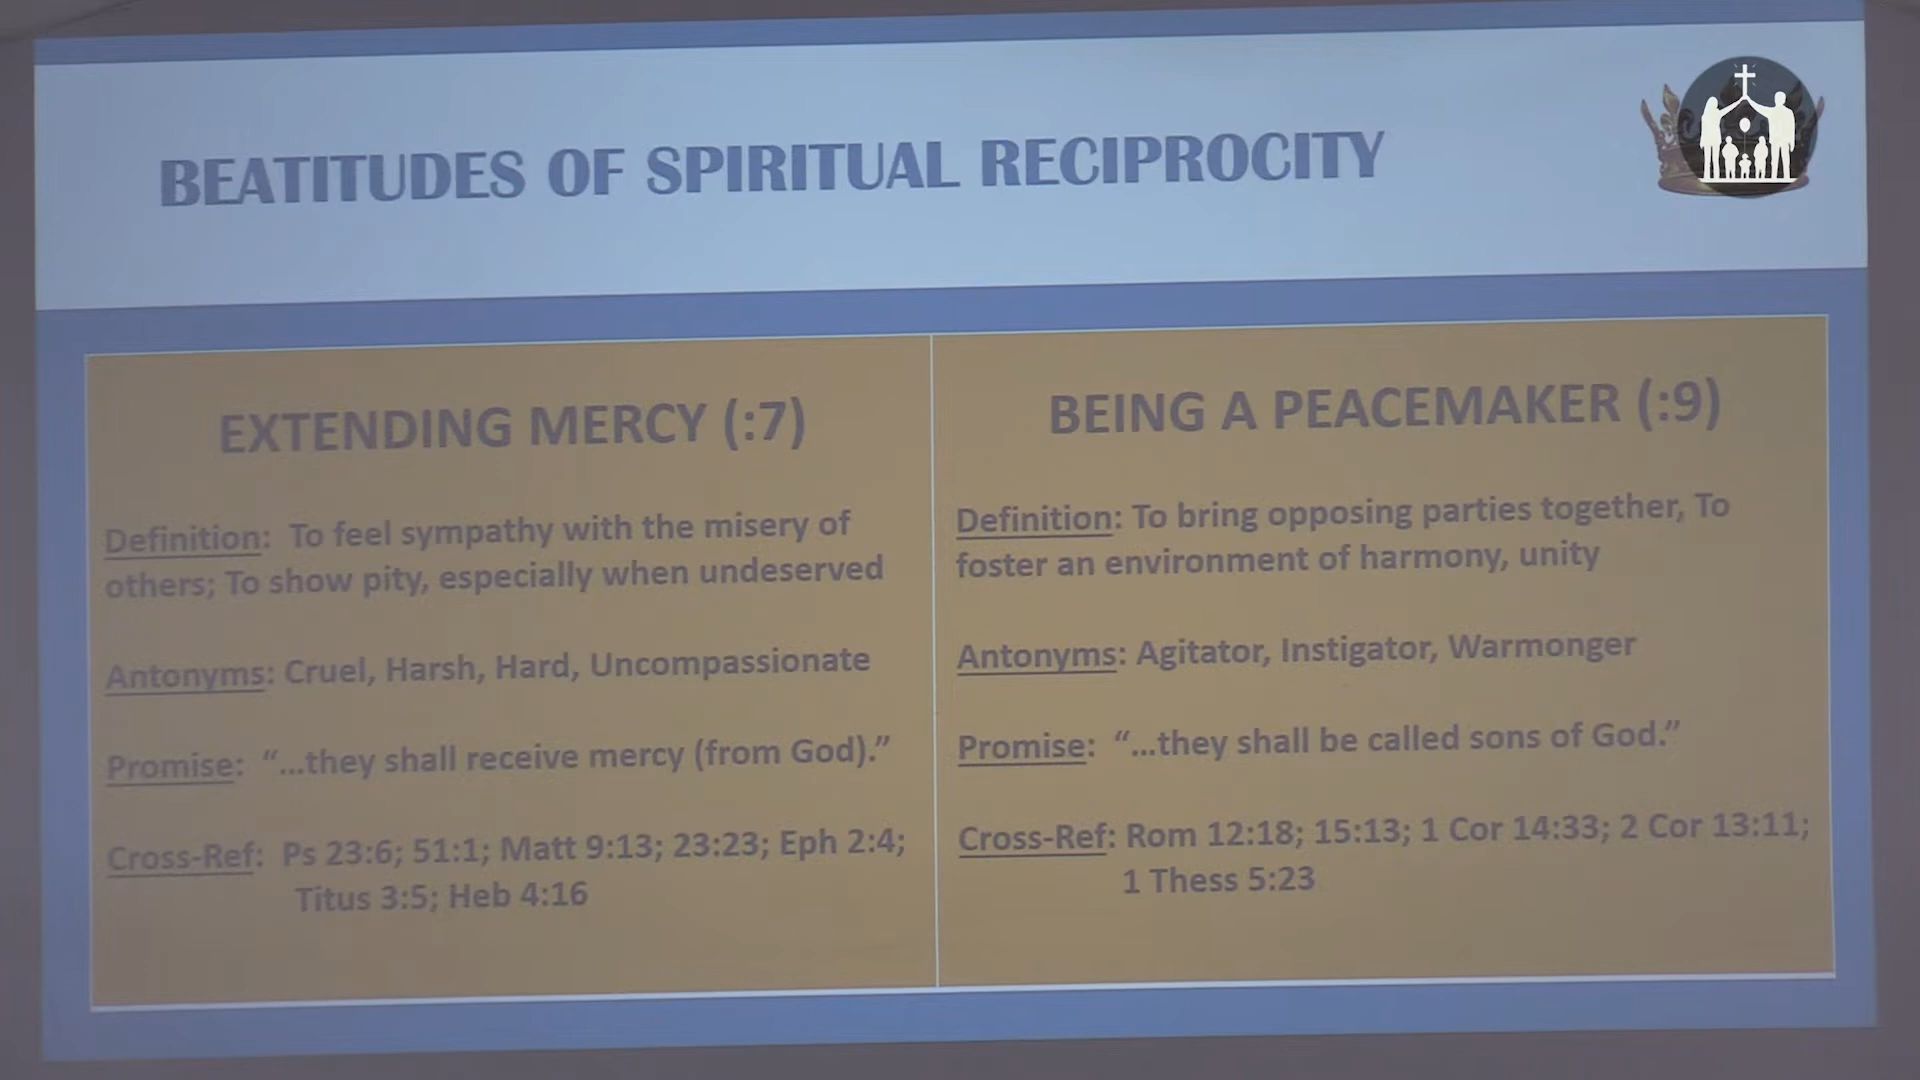 BEATITUDES OF SPIRITUAL RECIPROCITY
EXTENDING MERCY (:7)
Definition: To feel sympathy with the misery of
others; To show pity, especially when undeserved
Antonyms: Cruel, Harsh, Hard, Uncompassionate
Promise: “...they shall receive mercy (from God).”
Cross-Ref: Ps 23:6; 51:1; Matt 9:13; 23:23; Eph 2:4;
Titus 3:5; Heb 4:16
BEING A PEACEMAKER (:9)
Definition: To bring opposing parties together, To
foster an environment of harmony, unity
Antonyms: Agitator, Instigator, Warmonger
Promise: “...they shall be called sons of God.”
Cross-Ref: Rom 12:18; 15:13; 1 Cor 14:33; 2 Cor 13:11;
1 Thess 5:23